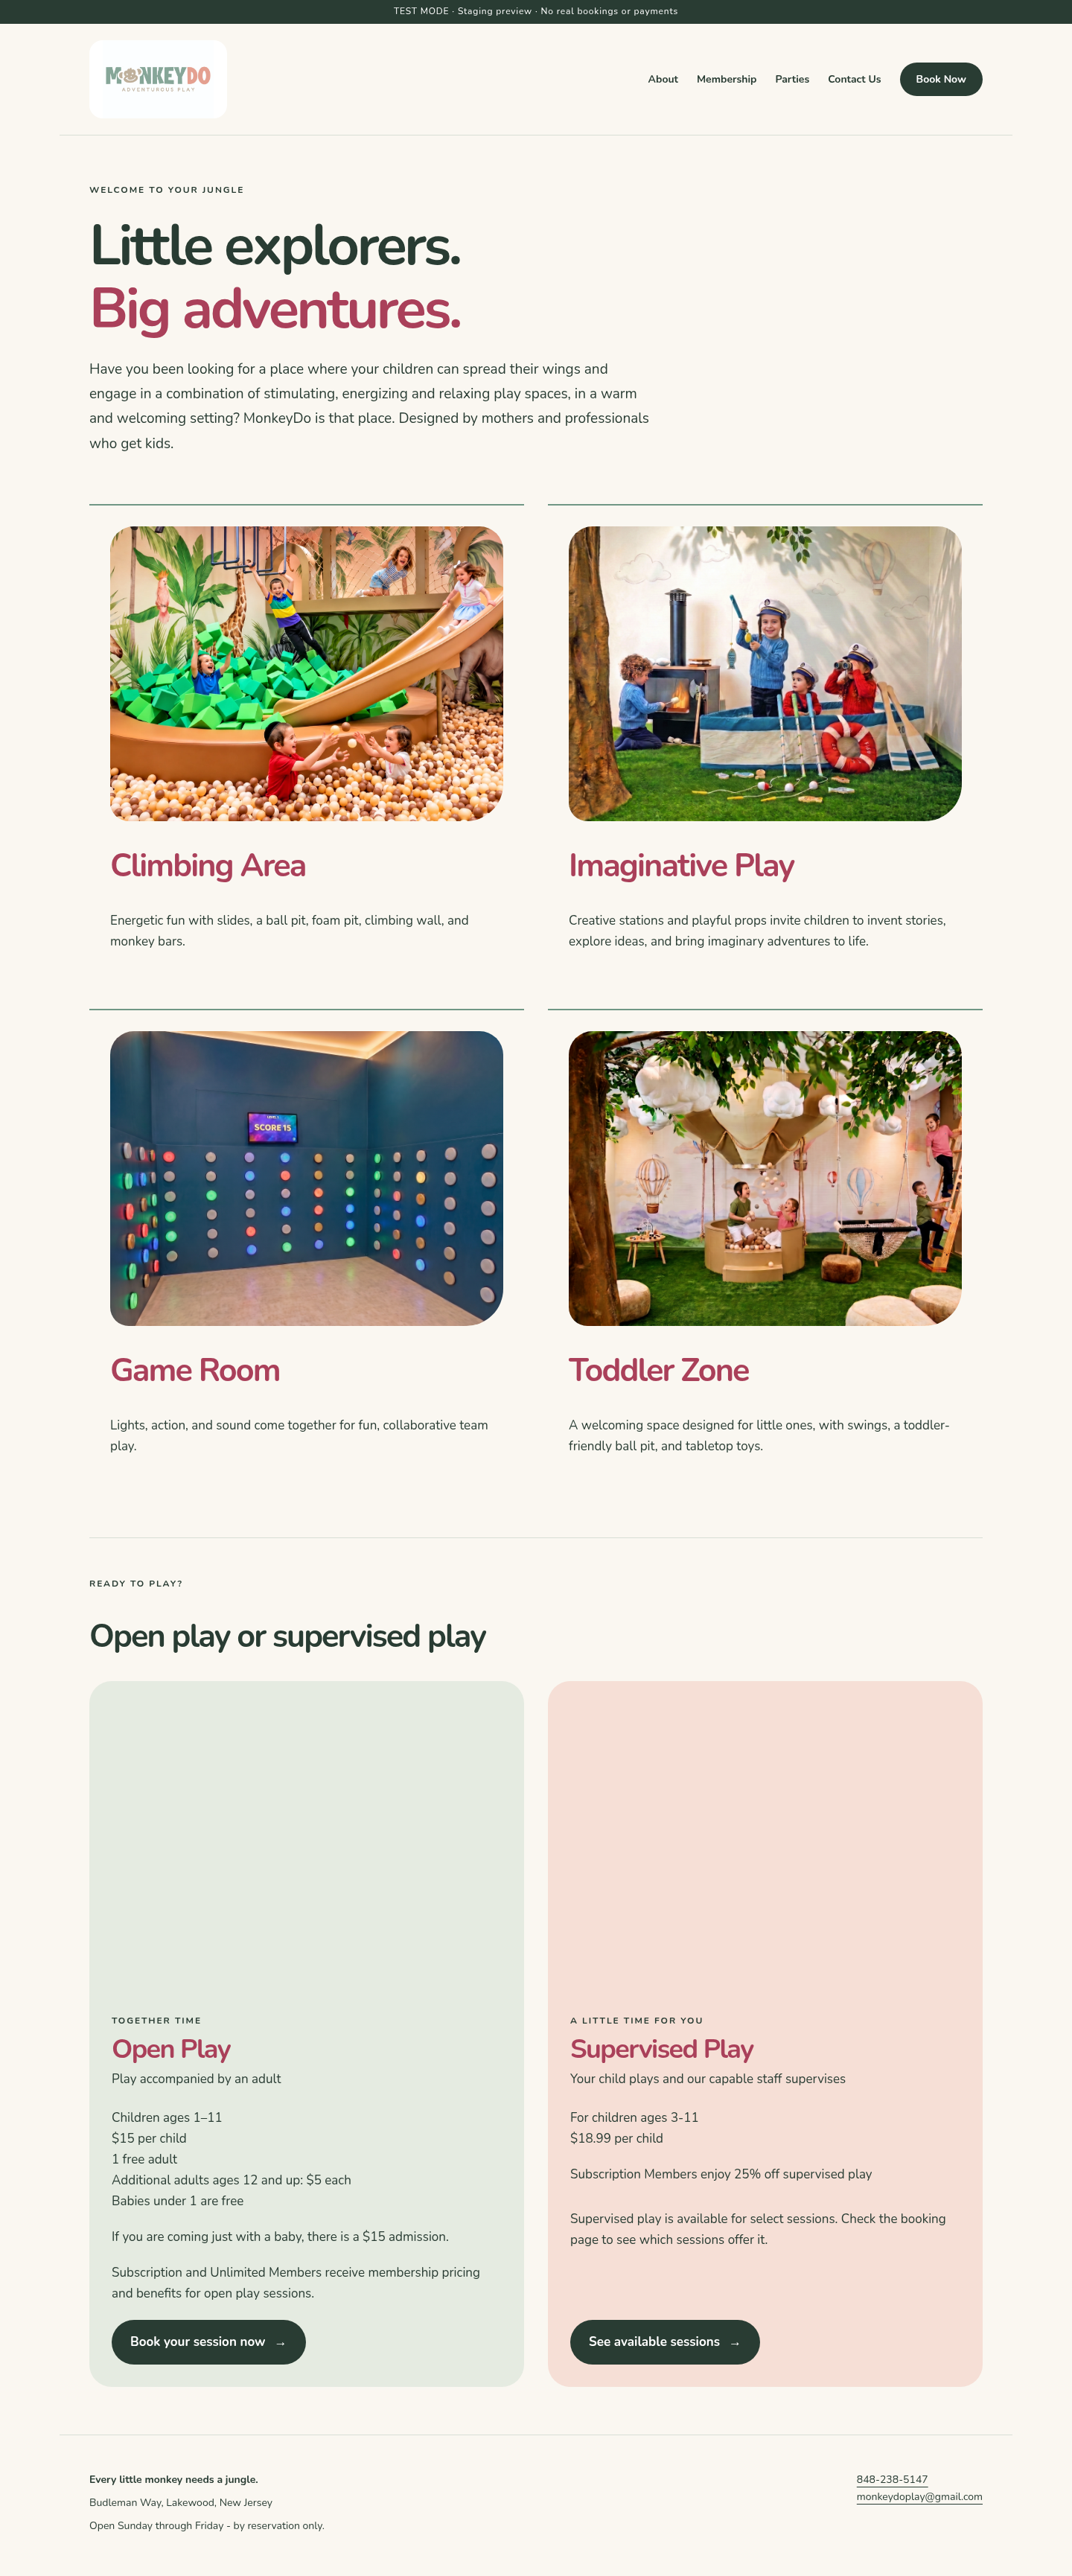 TEST MODE · Staging preview · No real bookings or payments
MONKEYDO
ADVENTUROUS PLAY
About
Membership
Parties
Contact Us
Book Now
WELCOME TO YOUR JUNGLE
Little explorers.
Big adventures.
Have you been looking for a place where your children can spread their wings and
engage in a combination of stimulating, energizing and relaxing play spaces, in a warm
and welcoming setting? MonkeyDo is that place. Designed by mothers and professionals
who get kids.
Climbing Area
Energetic fun with slides, a ball pit, foam pit, climbing wall, and
monkey bars.
Imaginative Play
Creative stations and playful props invite children to invent stories,
explore ideas, and bring imaginary adventures to life.
SCORE 15
Game Room
Lights, action, and sound come together for fun, collaborative team
play.
Toddler Zone
A welcoming space designed for little ones, with swings, a toddler-
friendly ball pit, and tabletop toys.
READY TO PLAY?
Open play or supervised play
TOGETHER TIME
Open Play
Play accompanied by an adult
Children ages 1–11
$15 per child
1 free adult
Additional adults ages 12 and up: $5 each
Babies under 1 are free
If you are coming just with a baby, there is a $15 admission.
Subscription and Unlimited Members receive membership pricing
and benefits for open play sessions.
Book your session now →
A LITTLE TIME FOR YOU
Supervised Play
Your child plays and our capable staff supervises
For children ages 3-11
$18.99 per child
Subscription Members enjoy 25% off supervised play
Supervised play is available for select sessions. Check the booking
page to see which sessions offer it.
See available sessions →
Every little monkey needs a jungle.
Budleman Way, Lakewood, New Jersey
Open Sunday through Friday - by reservation only.
848-238-5147
monkeydoplay@gmail.com